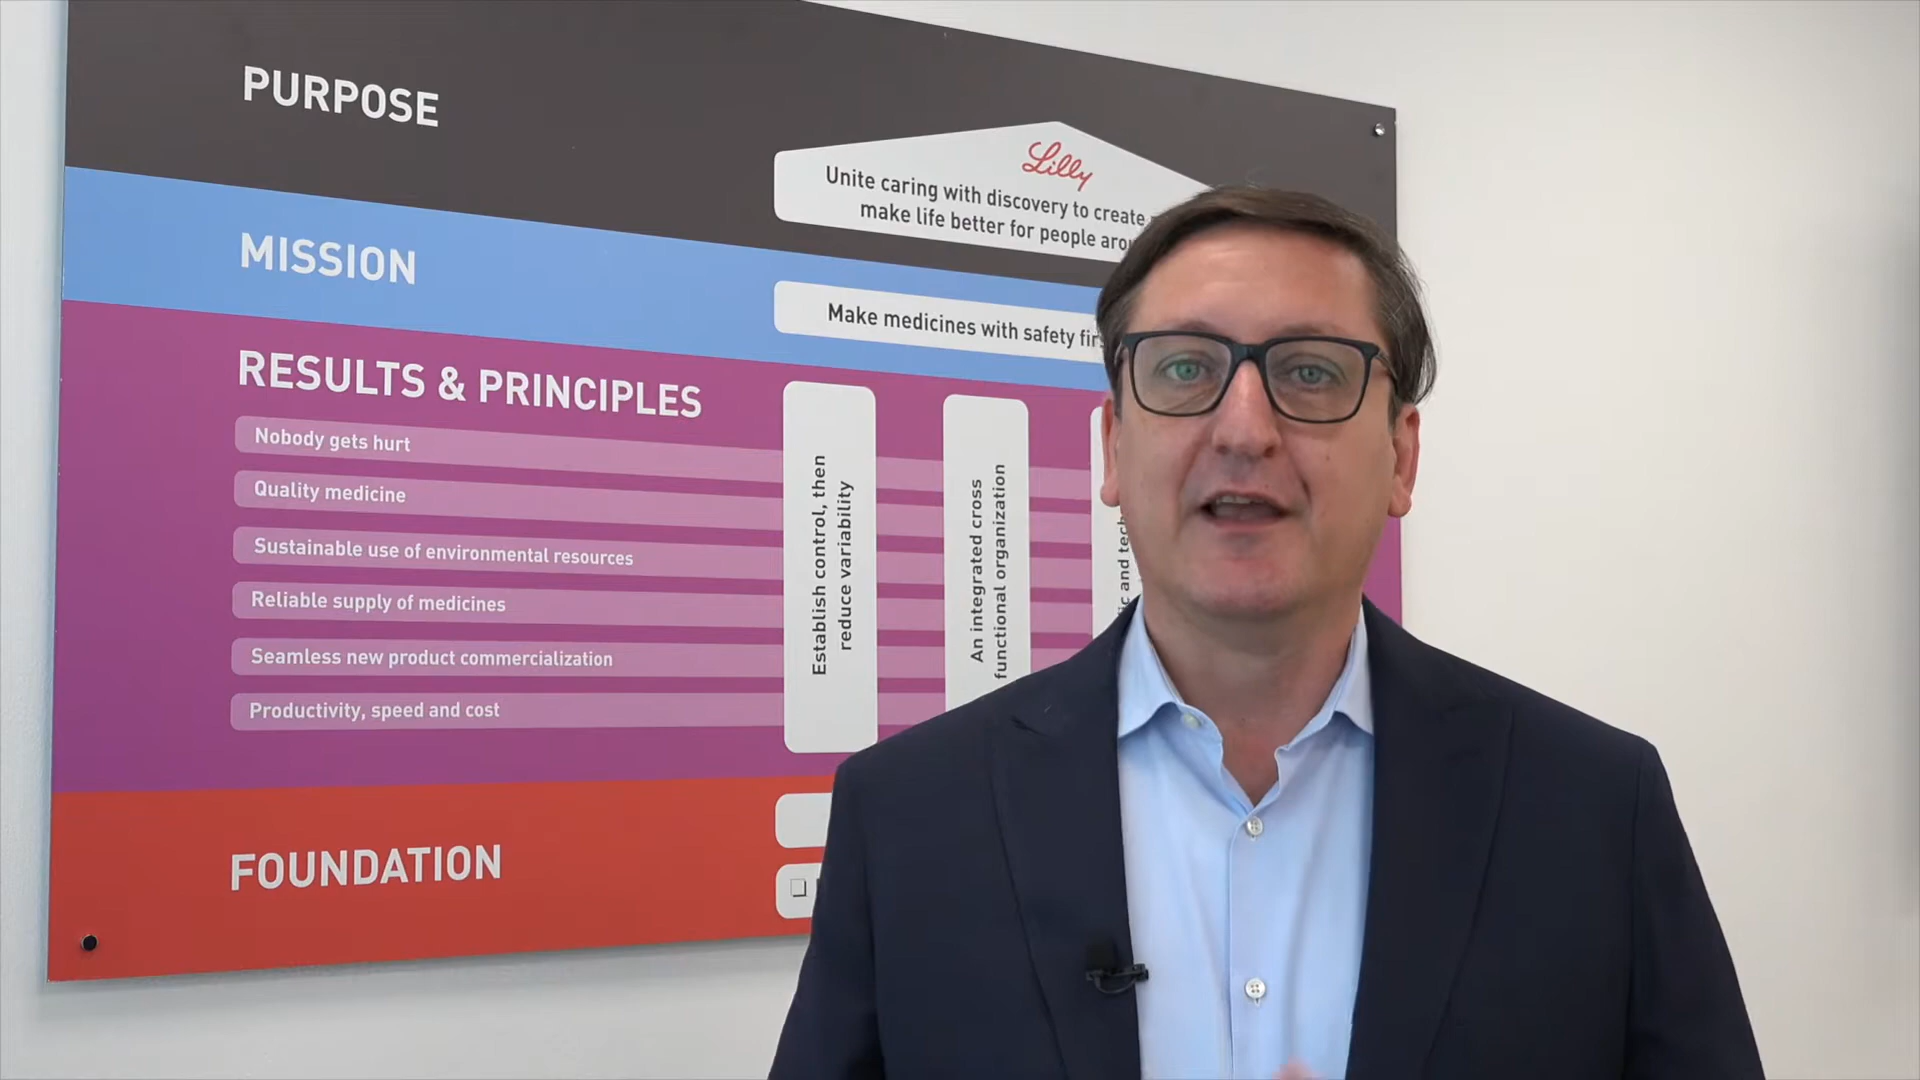 PURPOSE
Lilly
Unite caring with discovery to create
make life better for people
MISSION
Make medicines with safety
RESULTS & PRINCIPLES
Nobody gets hurt
Quality medicine
Sustainable use of environmental resources
Reliable supply of medicines
Seamless new product commercialization
Productivity, speed and cost
Establish control, then
reduce variability
An integrated cross
functional organization
and
FOUNDATION